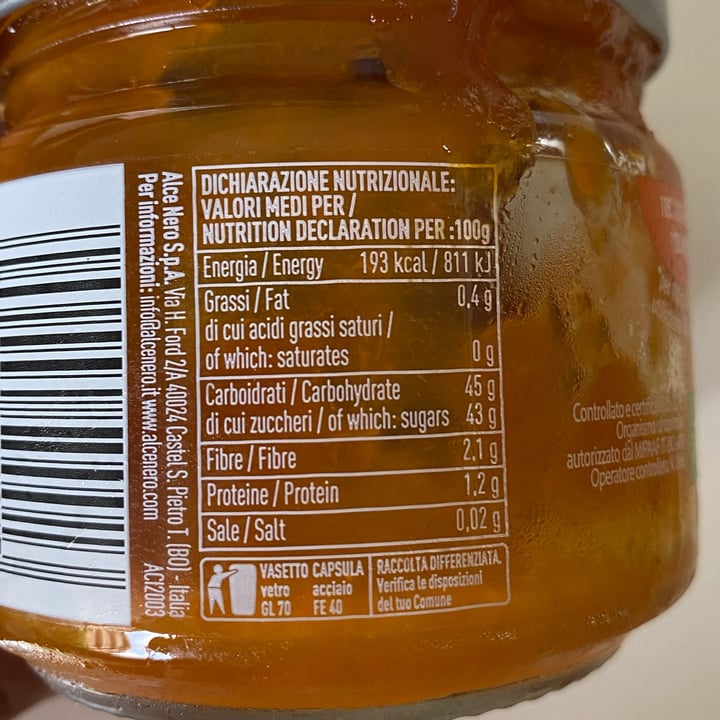 DICHIARAZIONE NUTRIZIONALE:
VALORI MEDI PER /
NUTRITION DECLARATION PER :100g
Energia / Energy 193 kcal / 811 kJ
Grassi / Fat 0,4 g
di cui acidi grassi saturi /
of which: saturates 0 g
Carboidrati / Carbohydrate 45 g
di cui zuccheri / of which: sugars 43 g
Fibre / Fibre 2,1 g
Proteine / Protein 1,2 g
Sale / Salt 0,02 g
VASETTO CAPSULA
vetro acciaio
GL 70 FE 40
RACCOLTA DIFFERENZIATA.
Verifica le disposizioni
del tuo Comune
Alce Nero S.p.A. Via H. Ford 2/A 40024 Castel S. Pietro T. (BO) - Italia
Per informazioni: info@alcenero.it www.alcenero.com AC12103
Controllato e
Organismo
autorizzato dal MIPAAF
Operatore